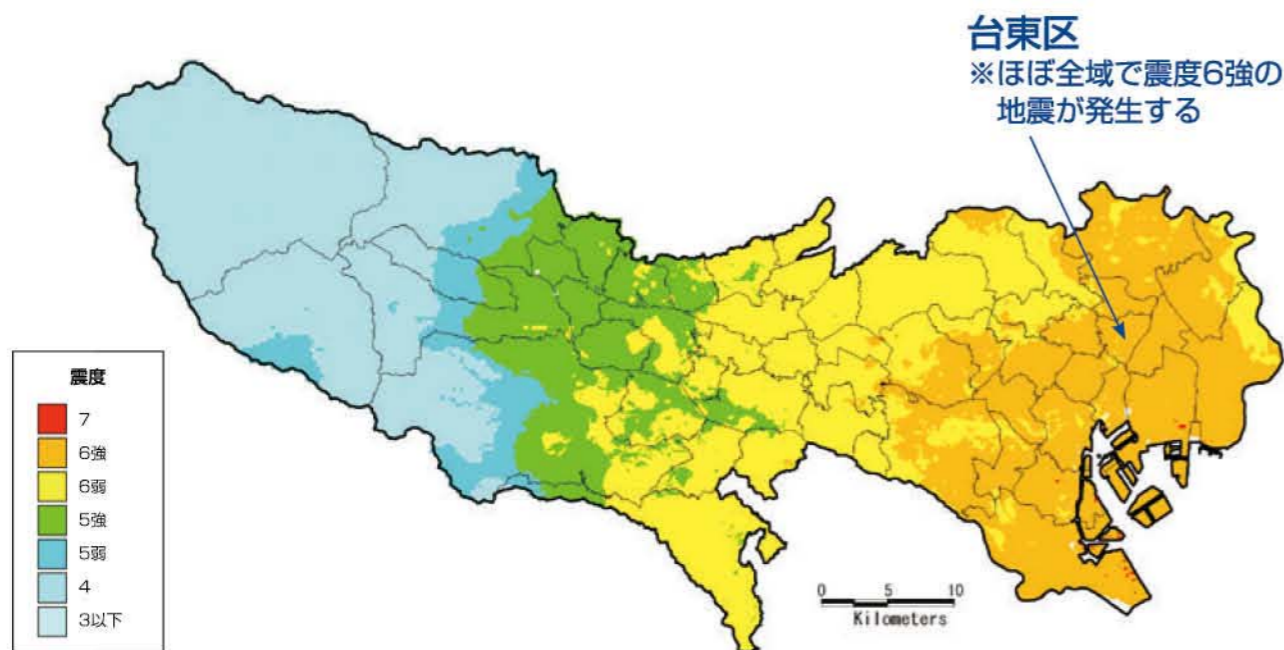 台東区
※ほぼ全域で震度6強の
地震が発生する
震度
7
6強
6弱
5強
5弱
4
3以下
0 5 10
Kilometers